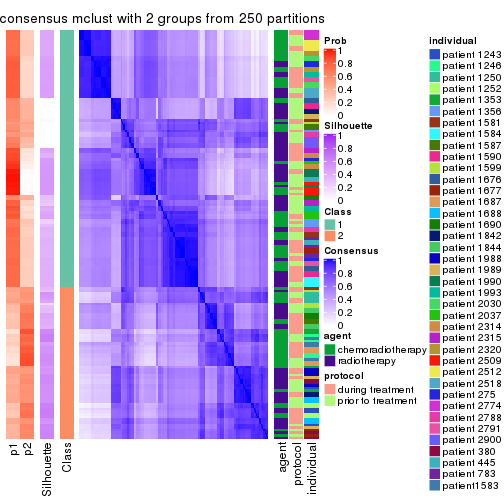 consensus mclust with 2 groups from 250 partitions
Prob
1
0.8
0.6
0.4
0.2
0
Silhouette
1
0.8
0.6
0.4
0.2
0
Class
1
2
Consensus
1
0.8
0.6
0.4
0.2
0
agent
chemoradiotherapy
radiotherapy
protocol
during treatment
prior to treatment
individual
patient 1243
patient 1246
patient 1250
patient 1252
patient 1353
patient 1356
patient 1581
patient 1584
patient 1587
patient 1590
patient 1599
patient 1676
patient 1677
patient 1687
patient 1688
patient 1690
patient 1842
patient 1844
patient 1988
patient 1989
patient 1990
patient 1993
patient 2030
patient 2037
patient 2314
patient 2315
patient 2320
patient 2509
patient 2512
patient 2518
patient 275
patient 2774
patient 2788
patient 2791
patient 2900
patient 380
patient 445
patient 783
patient1583
p1
p2
Silhouette
Class
agent
protocol
individual